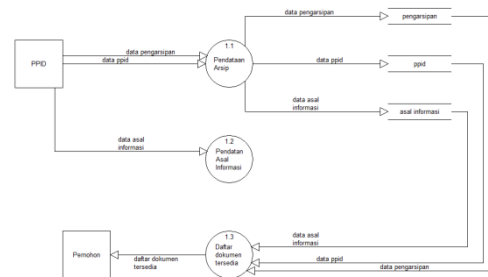 data pengarsipan
pengarsipan
1.1
Pendataan
Arsip
PPID
data pengarsipan
data ppid
data ppid
ppid
data asal
informasi
asal informasi
data asal
informasi
1.2
Pendatan
Asal
Informasi
1.3
Daftar
dokumen
tersedia
data asal
informasi
Pemohon
daftar dokumen
tersedia
data ppid
data pengarsipan